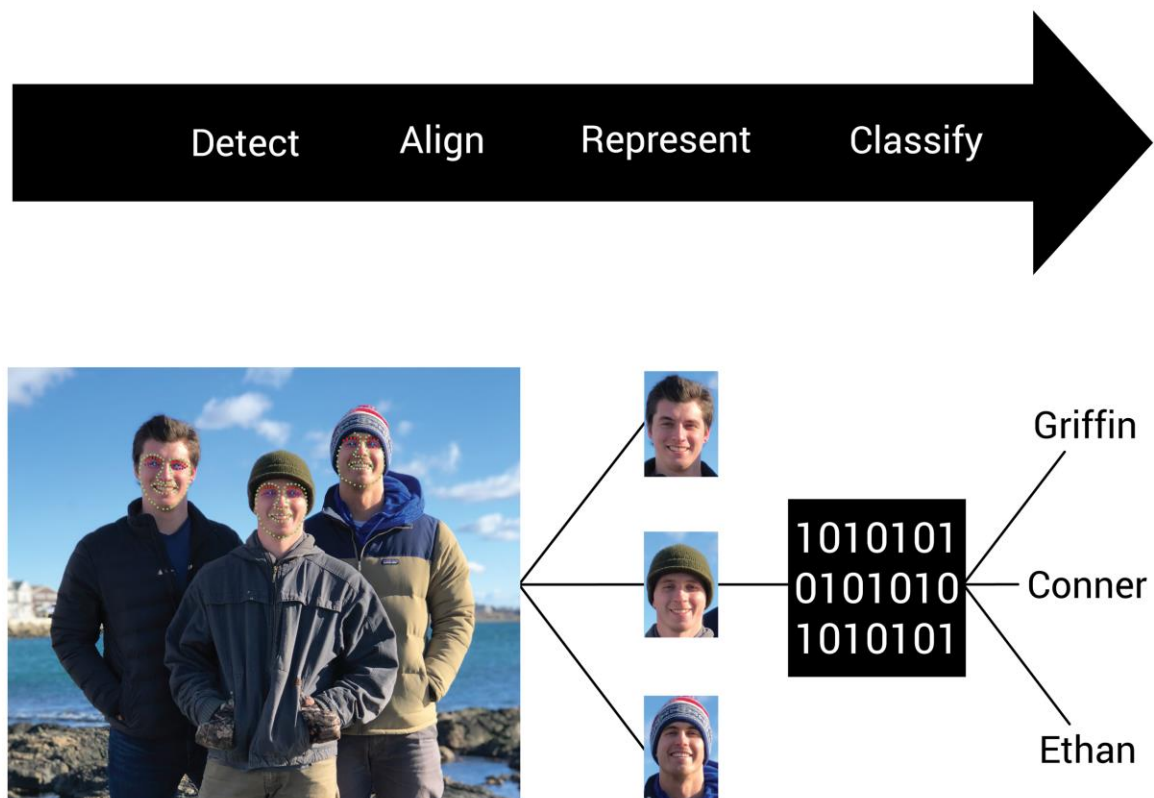 Detect Align Represent Classify
Griffin
1010101
0101010
1010101
Conner
Ethan